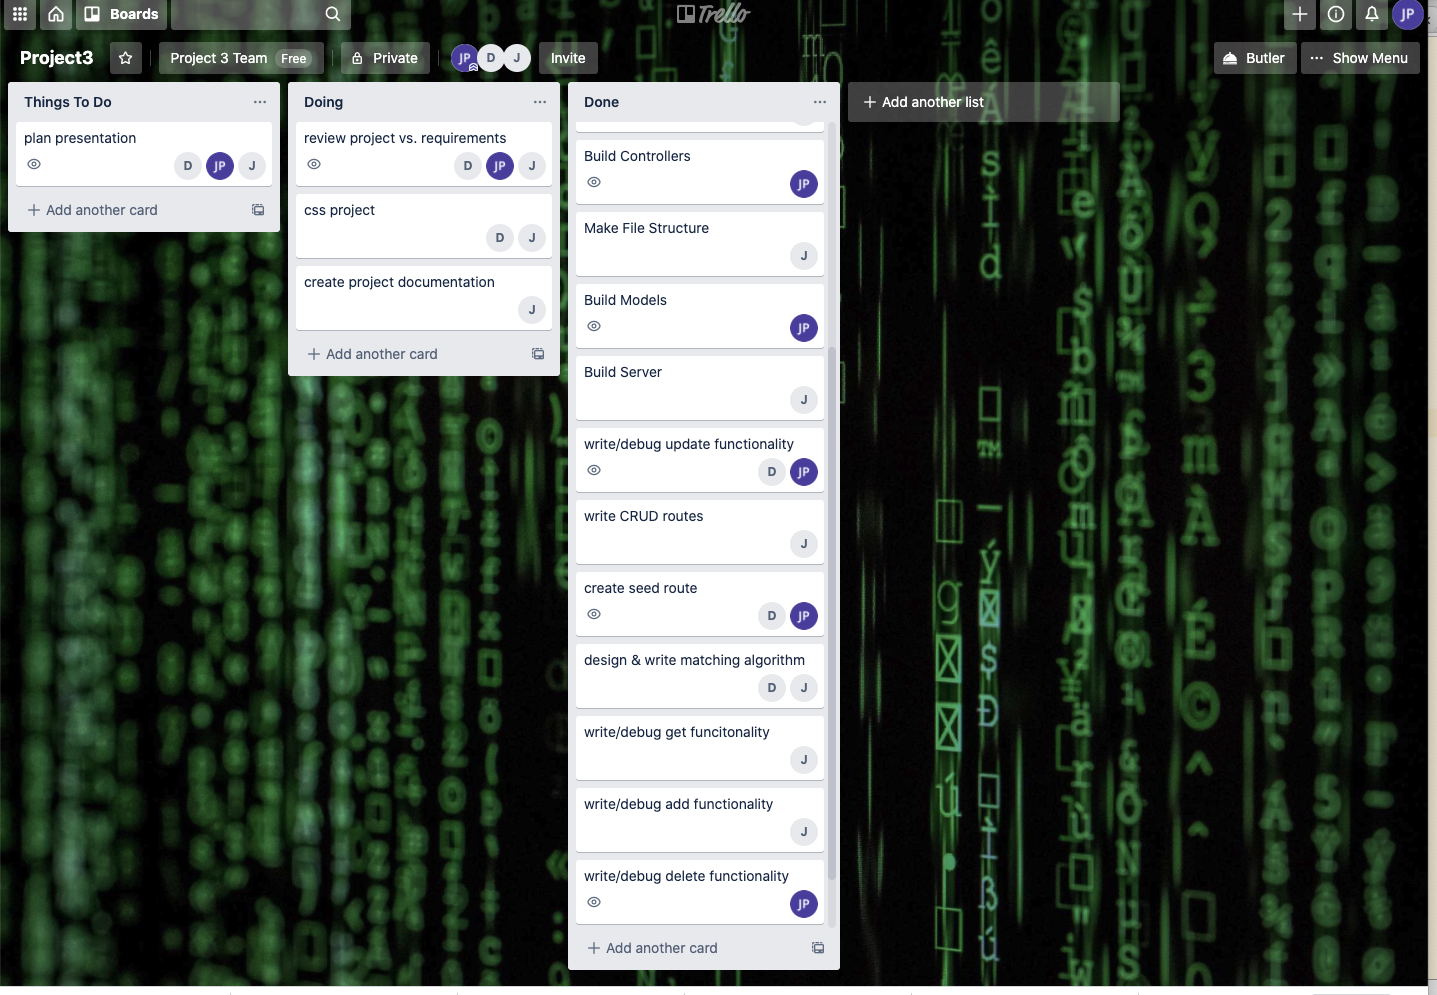 Boards
Trello
JP
Project3
Project 3 Team Free
Private
JP D J
Invite
Butler
Show Menu
Things To Do
plan presentation
D JP J
Add another card
Doing
review project vs. requirements
D JP J
css project
D J
create project documentation
J
Add another card
Done
Build Controllers
JP
Make File Structure
J
Build Models
JP
Build Server
J
write/debug update functionality
D JP
write CRUD routes
J
create seed route
D JP
design & write matching algorithm
D J
write/debug get funcitonality
J
write/debug add functionality
J
write/debug delete functionality
JP
Add another card
Add another list